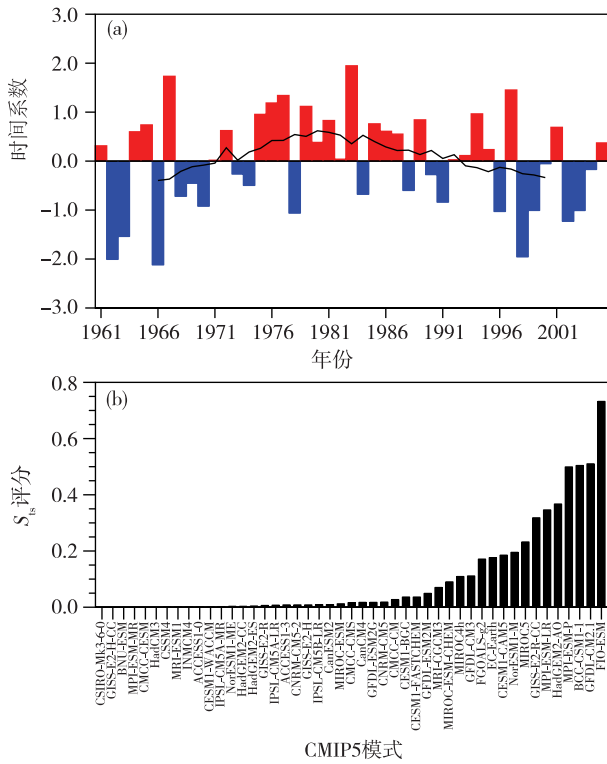 (a)
3.0
2.0
1.0
0.0
-1.0
-2.0
-3.0
时间系数
1961 1966 1971 1976 1981 1986 1991 1996 2001
年份
(b)
0.8
0.6
0.4
0.2
0.0
Sts评分
CSIRO-Mk3-6-0
GISS-E2-H-CC
BNU-ESM
MPI-ESM-MR
CMCC-CESM
HadCM3
CSSM4
MRI-ESM1
INMCM4
ACCESS1-0
CESM1-WACCM
IPSL-CM5A-MR
NorESM1-ME
HadGEM2-CC
HadGEM2-ES
GISS-E2-R
IPSL-CM5A-LR
ACCESS1-3
CNRM-CM5-2
GISS-E2-H
IPSL-CM5B-LR
CanESM2
MIROC-ESM
CMCC-CMS
CanCM4
GFDL-ESM2G
CNRM-CM5
CMCC-CM
CESM1-BGC
CESM1-FASTCHEM
GFDL-ESM2M
MRI-CGCM3
MIROC-ESM-CHEM
MIROC4h
GFDL-CM3
FGOALS-g2
EC-Earth
CESM1-CAM5
NorESM1-M
MIROC5
GISS-E2-R-CC
MPI-ESM-LR
HadGEM2-AO
MPI-ESM-P
BCC-CSM1-1
GFDL-CM2.1
FIO-ESM
CMIP5模式